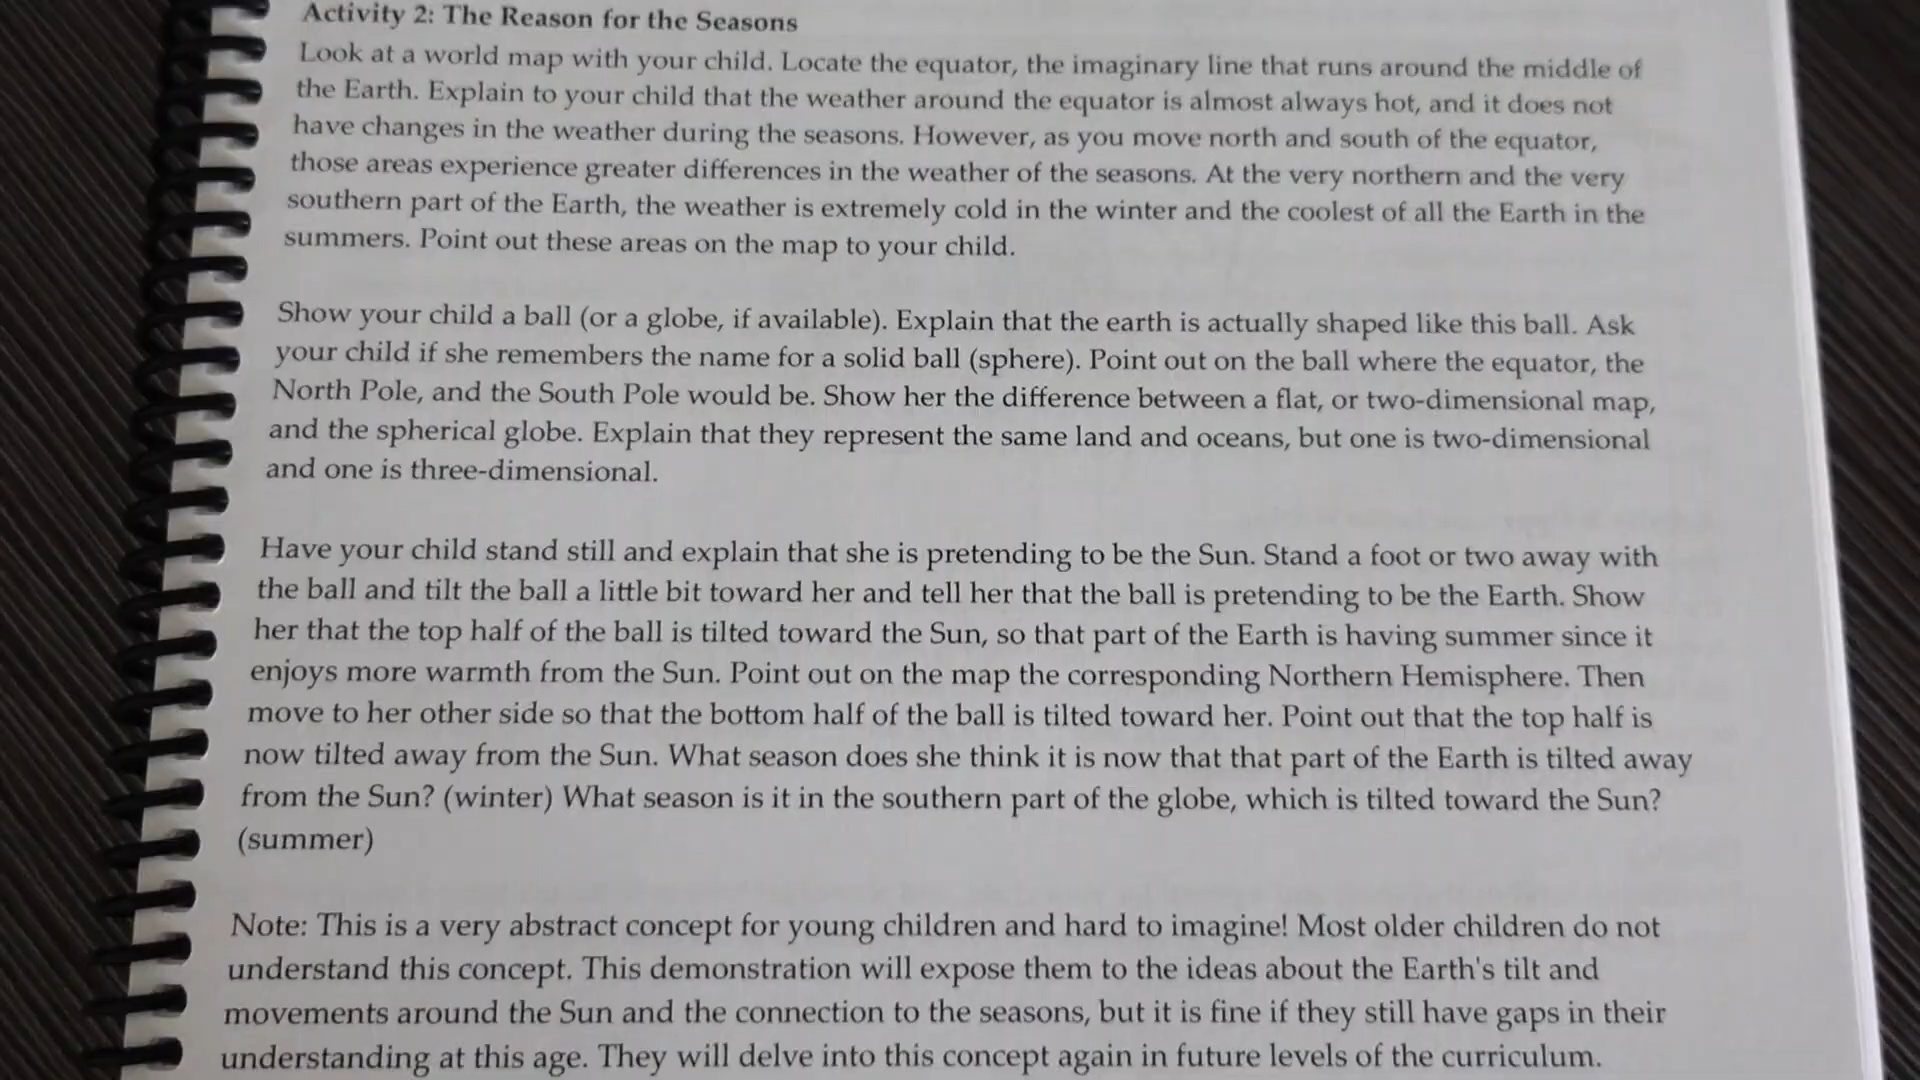 Activity 2: The Reason for the Seasons
Look at a world map with your child. Locate the equator, the imaginary line that runs around the middle of
the Earth. Explain to your child that the weather around the equator is almost always hot, and it does not
have changes in the weather during the seasons. However, as you move north and south of the equator,
those areas experience greater differences in the weather of the seasons. At the very northern and the very
southern part of the Earth, the weather is extremely cold in the winter and the coolest of all the Earth in the
summers. Point out these areas on the map to your child.
Show your child a ball (or a globe, if available). Explain that the earth is actually shaped like this ball. Ask
your child if she remembers the name for a solid ball (sphere). Point out on the ball where the equator, the
North Pole, and the South Pole would be. Show her the difference between a flat, or two-dimensional map,
and the spherical globe. Explain that they represent the same land and oceans, but one is two-dimensional
and one is three-dimensional.
Have your child stand still and explain that she is pretending to be the Sun. Stand a foot or two away with
the ball and tilt the ball a little bit toward her and tell her that the ball is pretending to be the Earth. Show
her that the top half of the ball is tilted toward the Sun, so that part of the Earth is having summer since it
enjoys more warmth from the Sun. Point out on the map the corresponding Northern Hemisphere. Then
move to her other side so that the bottom half of the ball is tilted toward her. Point out that the top half is
now tilted away from the Sun. What season does she think it is now that that part of the Earth is tilted away
from the Sun? (winter) What season is it in the southern part of the globe, which is tilted toward the Sun?
(summer)
Note: This is a very abstract concept for young children and hard to imagine! Most older children do not
understand this concept. This demonstration will expose them to the ideas about the Earth's tilt and
movements around the Sun and the connection to the seasons, but it is fine if they still have gaps in their
understanding at this age. They will delve into this concept again in future levels of the curriculum.